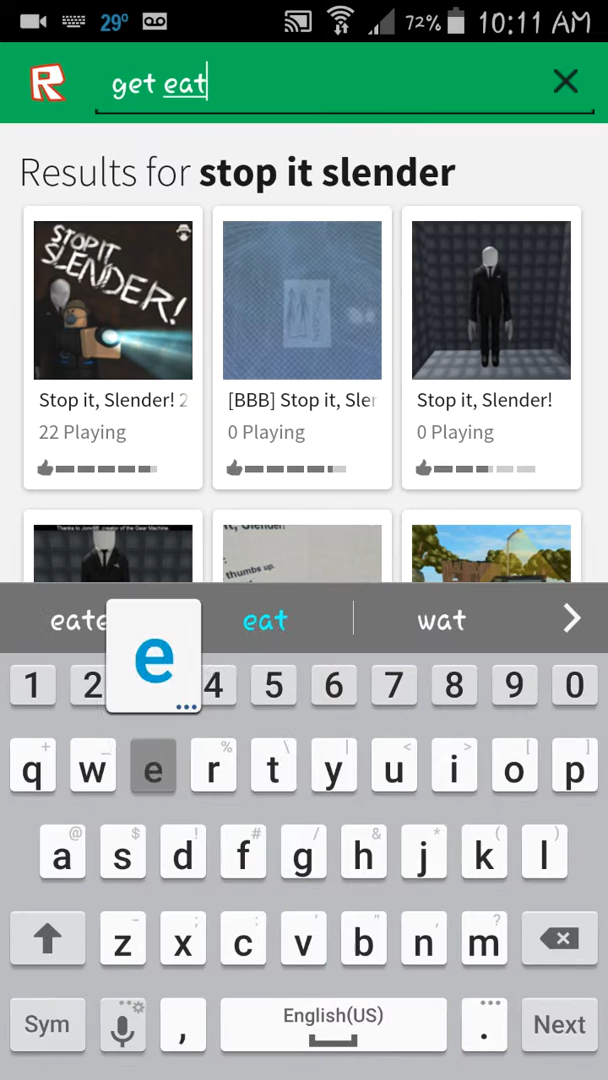 29° 72% 10:11 AM
R get eat
Results for stop it slender
STOP IT, SLENDER!
Stop it, Slender! 2
22 Playing
[BBB] Stop it, Slen
0 Playing
Stop it, Slender!
0 Playing
Thanks to
creator of the Gear Machine.
It, Slender!
thumbs up.
eate eat wat
e
1 2 4 5 6 7 8 9 0
+ _ % \ | < > [ ]
q w e r t y u i o p
@ $ ! # / & * ( )
a s d f g h j k l
- ' : ; " , ?
z x c v b n m
Sym , English(US) . Next